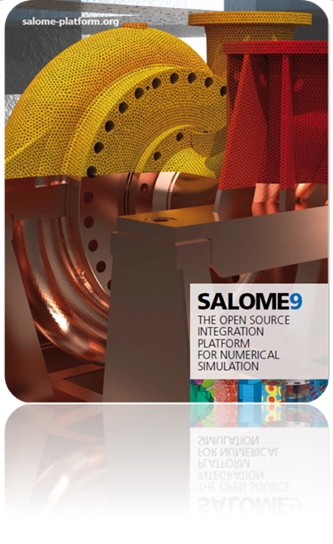 salome-platform.org
SALOME9
THE OPEN SOURCE
INTEGRATION
PLATFORM
FOR NUMERICAL
SIMULATION